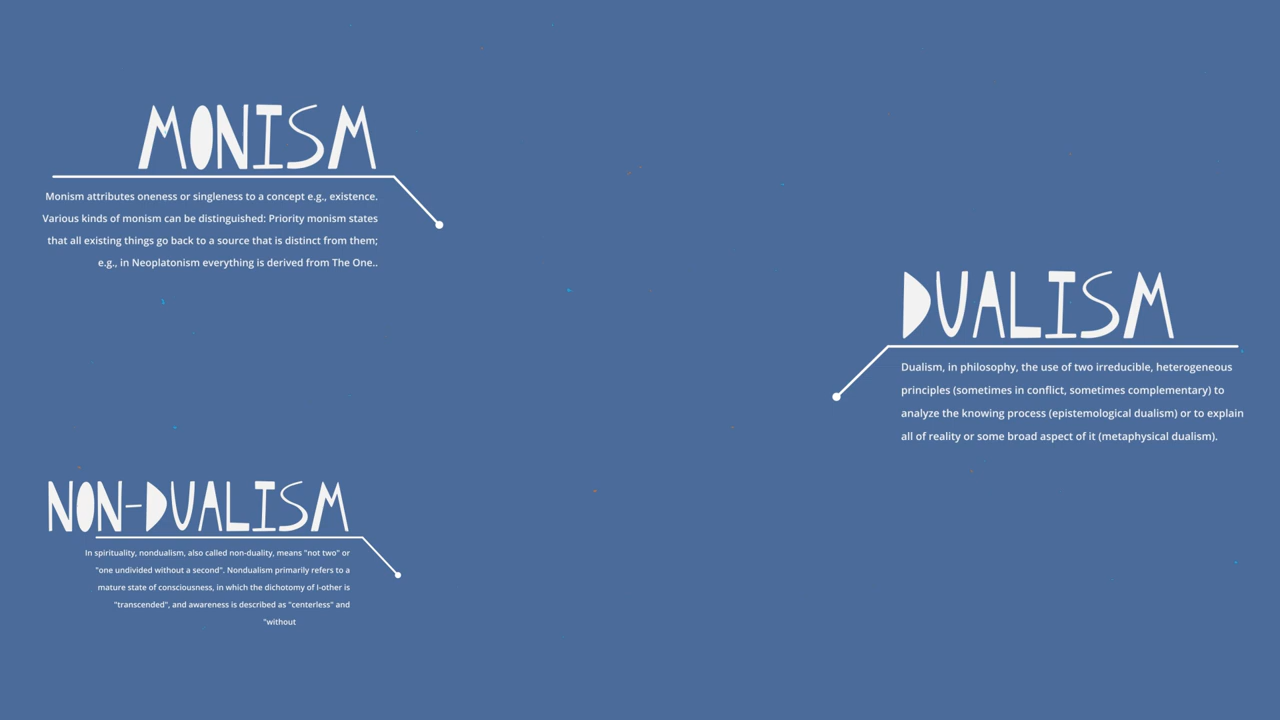 MONISM
Monism attributes oneness or singleness to a concept e.g., existence.
Various kinds of monism can be distinguished: Priority monism states
that all existing things go back to a source that is distinct from them;
e.g., in Neoplatonism everything is derived from The One..
DUALISM
Dualism, in philosophy, the use of two irreducible, heterogeneous
principles (sometimes in conflict, sometimes complementary) to
analyze the knowing process (epistemological dualism) or to explain
all of reality or some broad aspect of it (metaphysical dualism).
NON-DUALISM
In spirituality, nondualism, also called non-duality, means "not two" or
"one undivided without a second". Nondualism primarily refers to a
mature state of consciousness, in which the dichotomy of I-other is
"transcended", and awareness is described as "centerless" and
"without